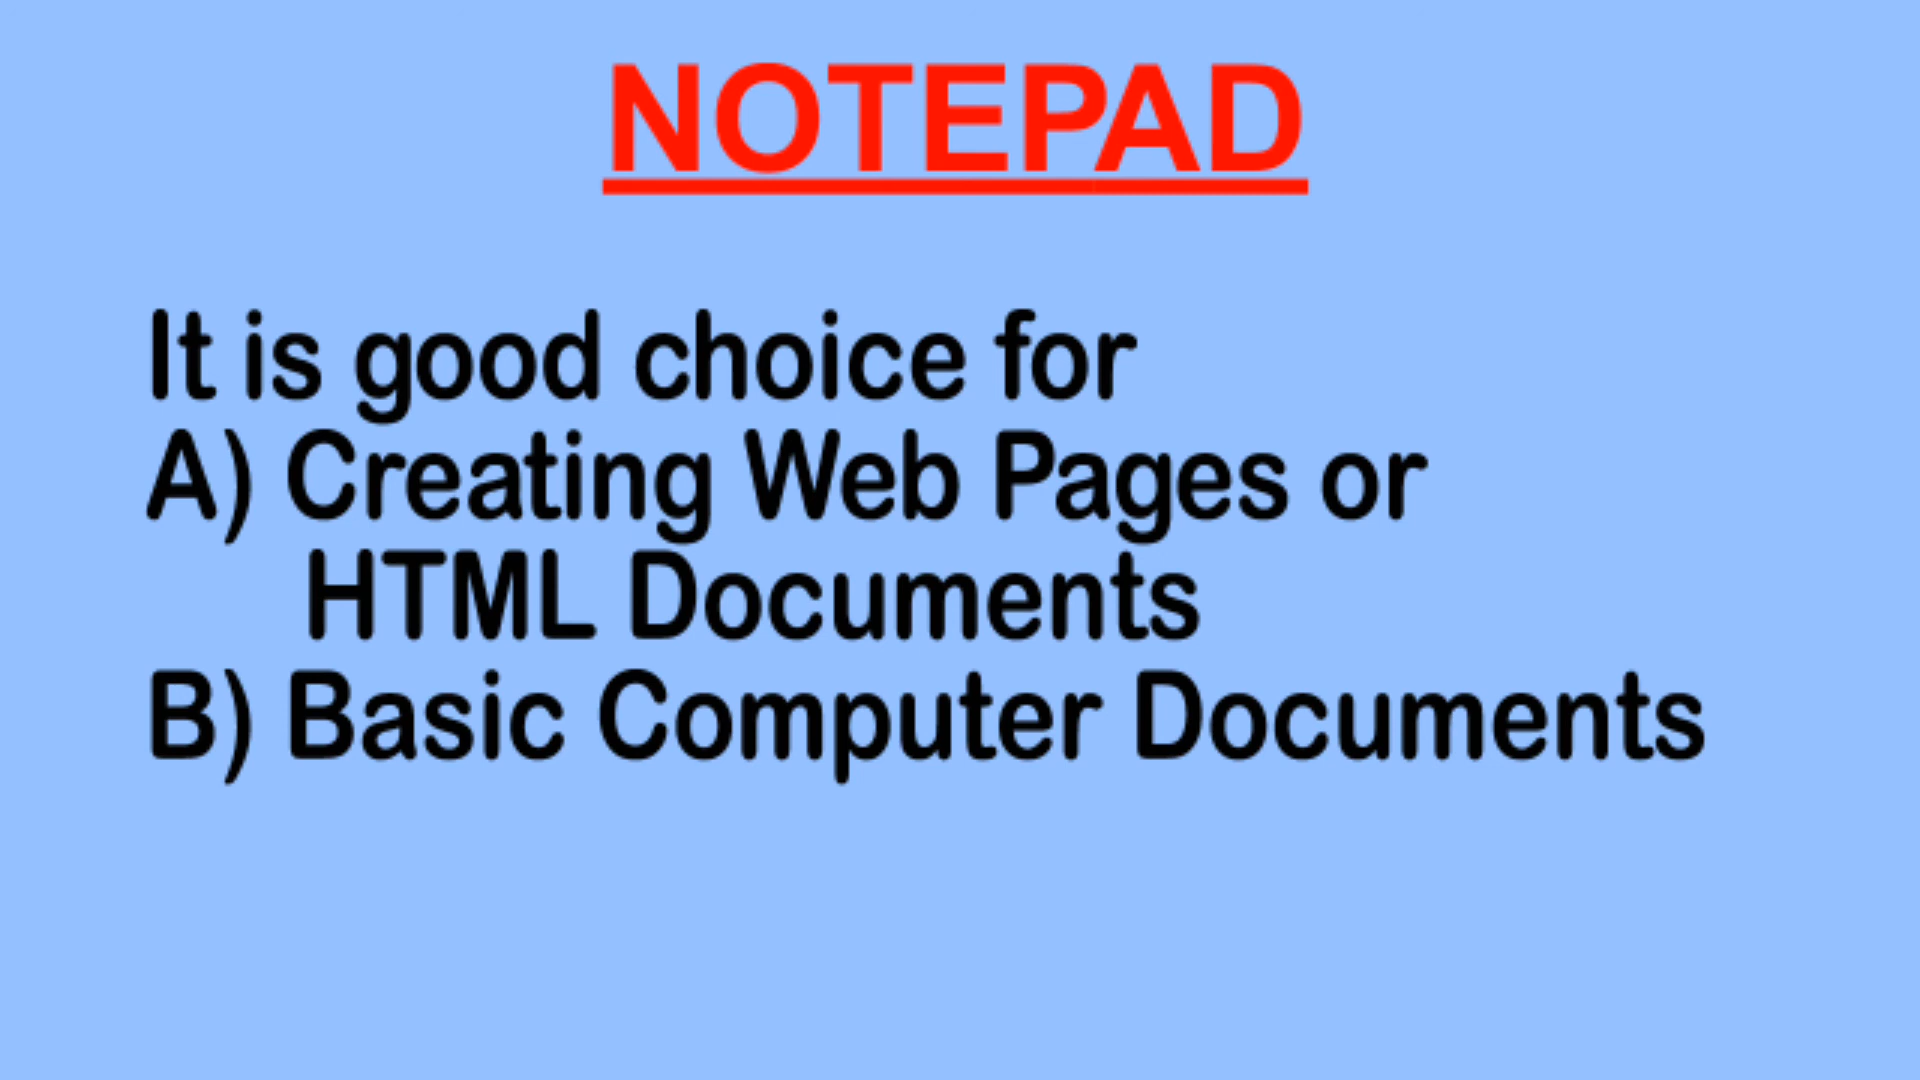 NOTEPAD
It is good choice for
A) Creating Web Pages or
HTML Documents
B) Basic Computer Documents